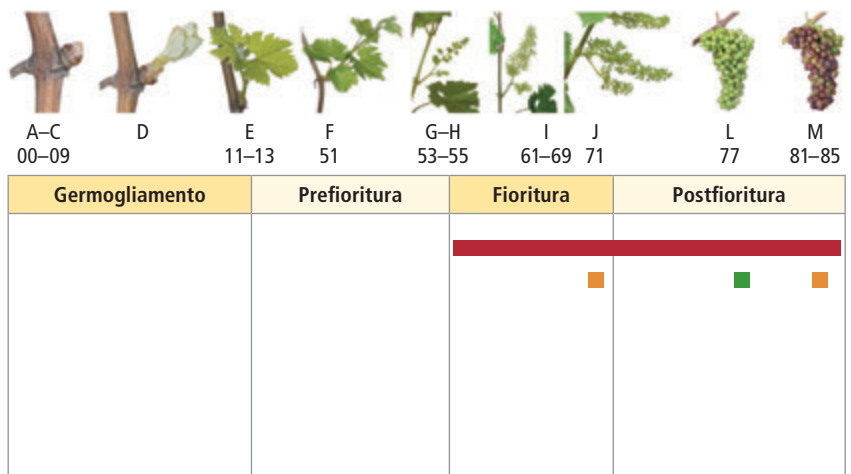 A–C D E F G–H I J L M
00–09 11–13 51 53–55 61–69 71 77 81–85
Germogliamento Prefioritura Fioritura Postfioritura